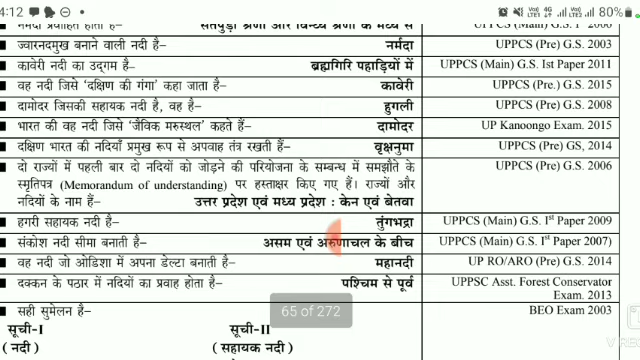 4:12
80%
नर्मदा प्रवाहित होती है– सतपुड़ा श्रेणी और विन्ध्य श्रेणी के मध्य से UPPCS (Main) G.S. I 2006
■ ज्वारनदमुख बनाने वाली नदी है– नर्मदा UPPCS (Pre) G.S. 2003
■ कावेरी नदी का उद्गम है– ब्रह्मगिरि पहाड़ियों में UPPCS (Main) G.S. Ist Paper 2011
■ वह नदी जिसे 'दक्षिण की गंगा' कहा जाता है– कावेरी UPPCS (Pre.) G.S. 2015
■ दामोदर जिसकी सहायक नदी है, वह है– हुगली UPPCS (Pre) G.S. 2008
■ भारत की वह नदी जिसे 'जैविक मरुस्थल' कहते हैं– दामोदर UP Kanoongo Exam. 2015
■ दक्षिण भारत की नदियाँ प्रमुख रूप से अपवाह तंत्र रखती हैं– वृक्षनुमा UPPCS (Pre) GS, 2014
■ दो राज्यों में पहली बार दो नदियों को जोड़ने की परियोजना के सम्बन्ध में समझौते के UPPCS (Pre) G.S. 2006
स्मृतिपत्र (Memorandum of understanding) पर हस्ताक्षर किए गए हैं। राज्यों और
नदियों के नाम हैं– उत्तर प्रदेश एवं मध्य प्रदेश : केन एवं बेतवा
■ हगरी सहायक नदी है– तुंगभद्रा UPPCS (Main) G.S. Ist Paper 2009
■ संकोश नदी सीमा बनाती है– असम एवं अरुणाचल के बीच UPPCS (Main) G.S. Ist Paper 2007)
■ वह नदी जो ओडिशा में अपना डेल्टा बनाती है– महानदी UP RO/ARO (Pre) G.S. 2014
■ दक्कन के पठार में नदियों का प्रवाह होता है– पश्चिम से पूर्व UPPSC Asst. Forest Conservator
Exam. 2013
■ सही सुमेलन है– BEO Exam 2003
65 of 272
सूची-I सूची-II
(नदी) (सहायक नदी)